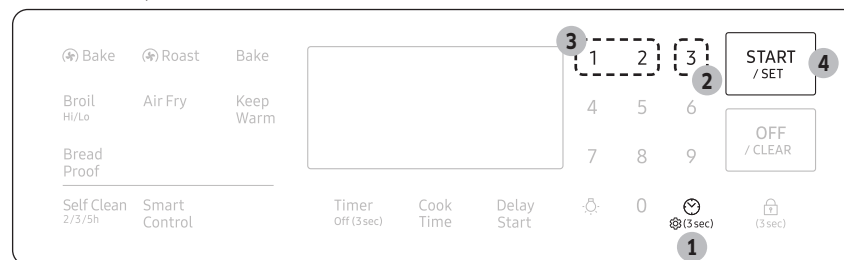 Bake Roast Bake 1 2 3 START
/ SET
Broil Air Fry Keep 4 5 6
Hi/Lo Warm
OFF
/ CLEAR
Bread 7 8 9
Proof
Self Clean Smart Timer Cook Delay 0
2/3/5h Control Off (3 sec) Time Start (3 sec) (3 sec)
3
2
4
1